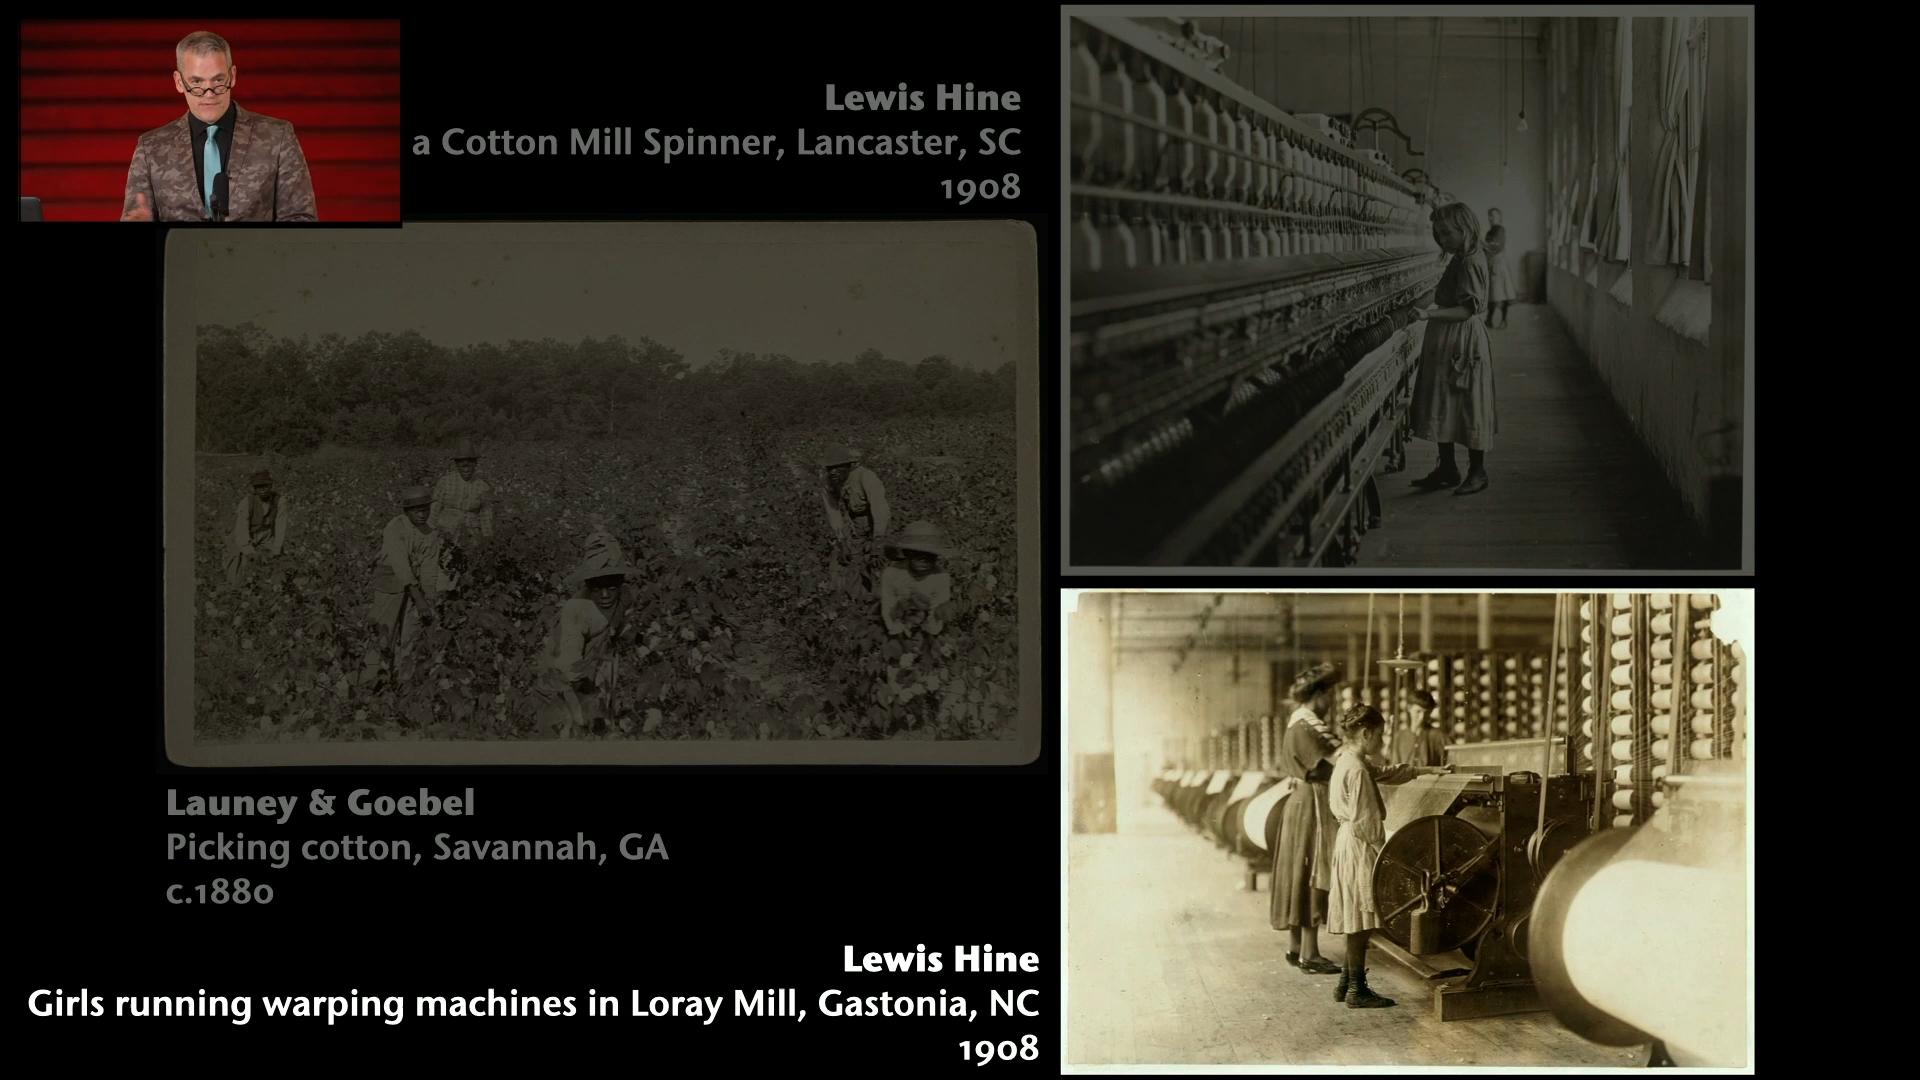 Lewis Hine
a Cotton Mill Spinner, Lancaster, SC
1908
Launey & Goebel
Picking cotton, Savannah, GA
c.1880
Lewis Hine
Girls running warping machines in Loray Mill, Gastonia, NC
1908